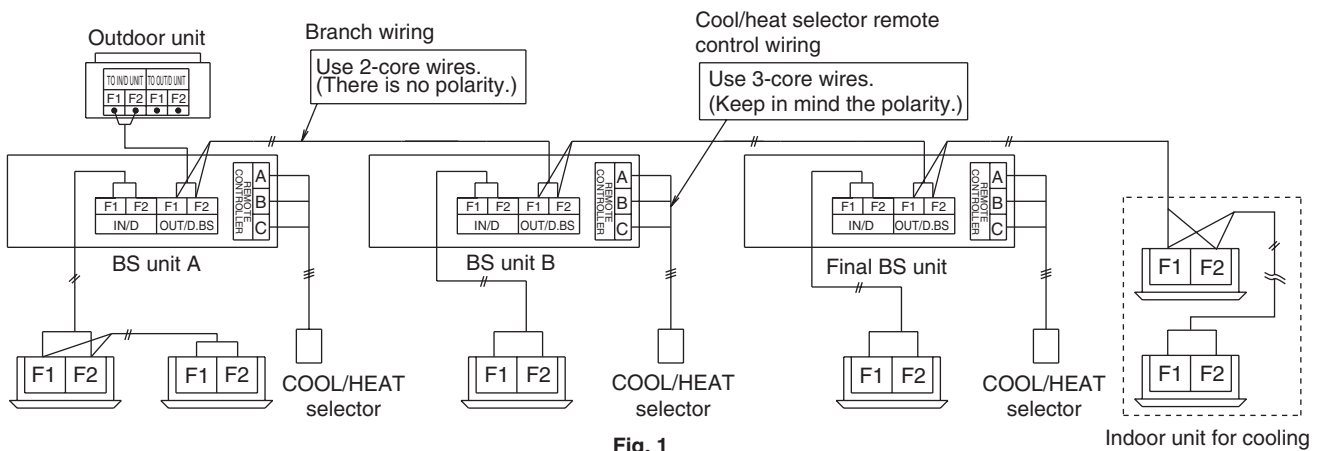 Outdoor unit
TO IN/D UNIT TO OUT/D UNIT
F1 F2 F1 F2
Branch wiring
Use 2-core wires.
(There is no polarity.)
Cool/heat selector remote
control wiring
Use 3-core wires.
(Keep in mind the polarity.)
F1 F2 F1 F2
IN/D OUT/D.BS
REMOTE
CONTROLLER
A
B
C
BS unit A
F1 F2 F1 F2
IN/D OUT/D.BS
REMOTE
CONTROLLER
A
B
C
BS unit B
F1 F2 F1 F2
IN/D OUT/D.BS
REMOTE
CONTROLLER
A
B
C
Final BS unit
F1 F2
F1 F2
F1 F2
COOL/HEAT
selector
F1 F2
COOL/HEAT
selector
F1 F2
COOL/HEAT
selector
F1 F2
Indoor unit for cooling
Fig. 1